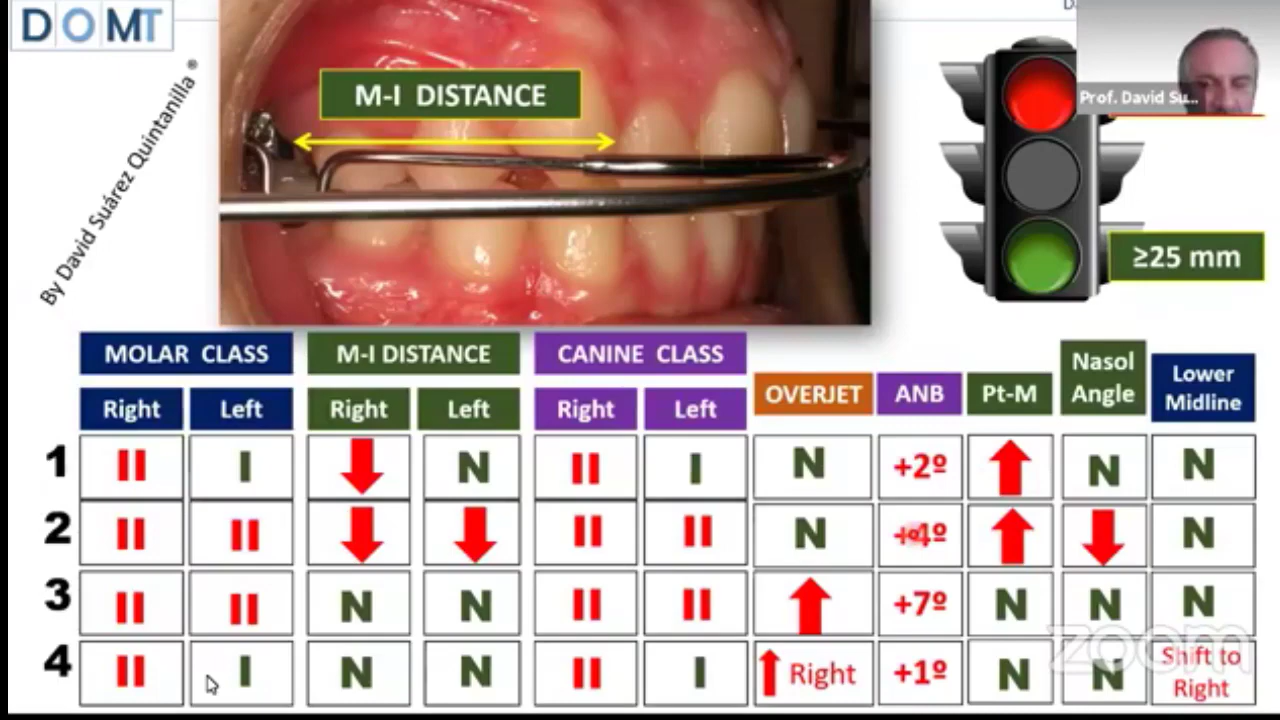 DOMT
By David Suárez Quintanilla ®
M-I DISTANCE
Prof. David Su...
≥25 mm
MOLAR CLASS M-I DISTANCE CANINE CLASS OVERJET ANB Pt-M Nasol Angle Lower Midline
Right Left Right Left Right Left
1 II I N II I N +2º N N
2 II II II II N +4º N
3 II II N N II II +7º N N N
4 II I N N II I Right +1º N N Shift to Right
zoom